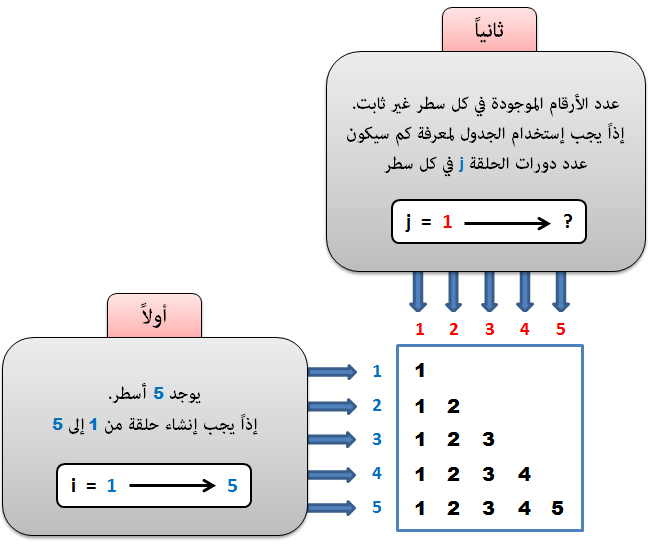 ثانياً
عدد الأرقام الموجودة في كل سطر غير ثابت.
إذاً يجب إستخدام الجدول لمعرفة كم سيكون
عدد دورات الحلقة j في كل سطر
j = 1 ⟶ ?
أولاً
يوجد 5 أسطر.
إذاً يجب إنشاء حلقة من 1 إلى 5
i = 1 ⟶ 5
1 2 3 4 5
1 1
2 1 2
3 1 2 3
4 1 2 3 4
5 1 2 3 4 5